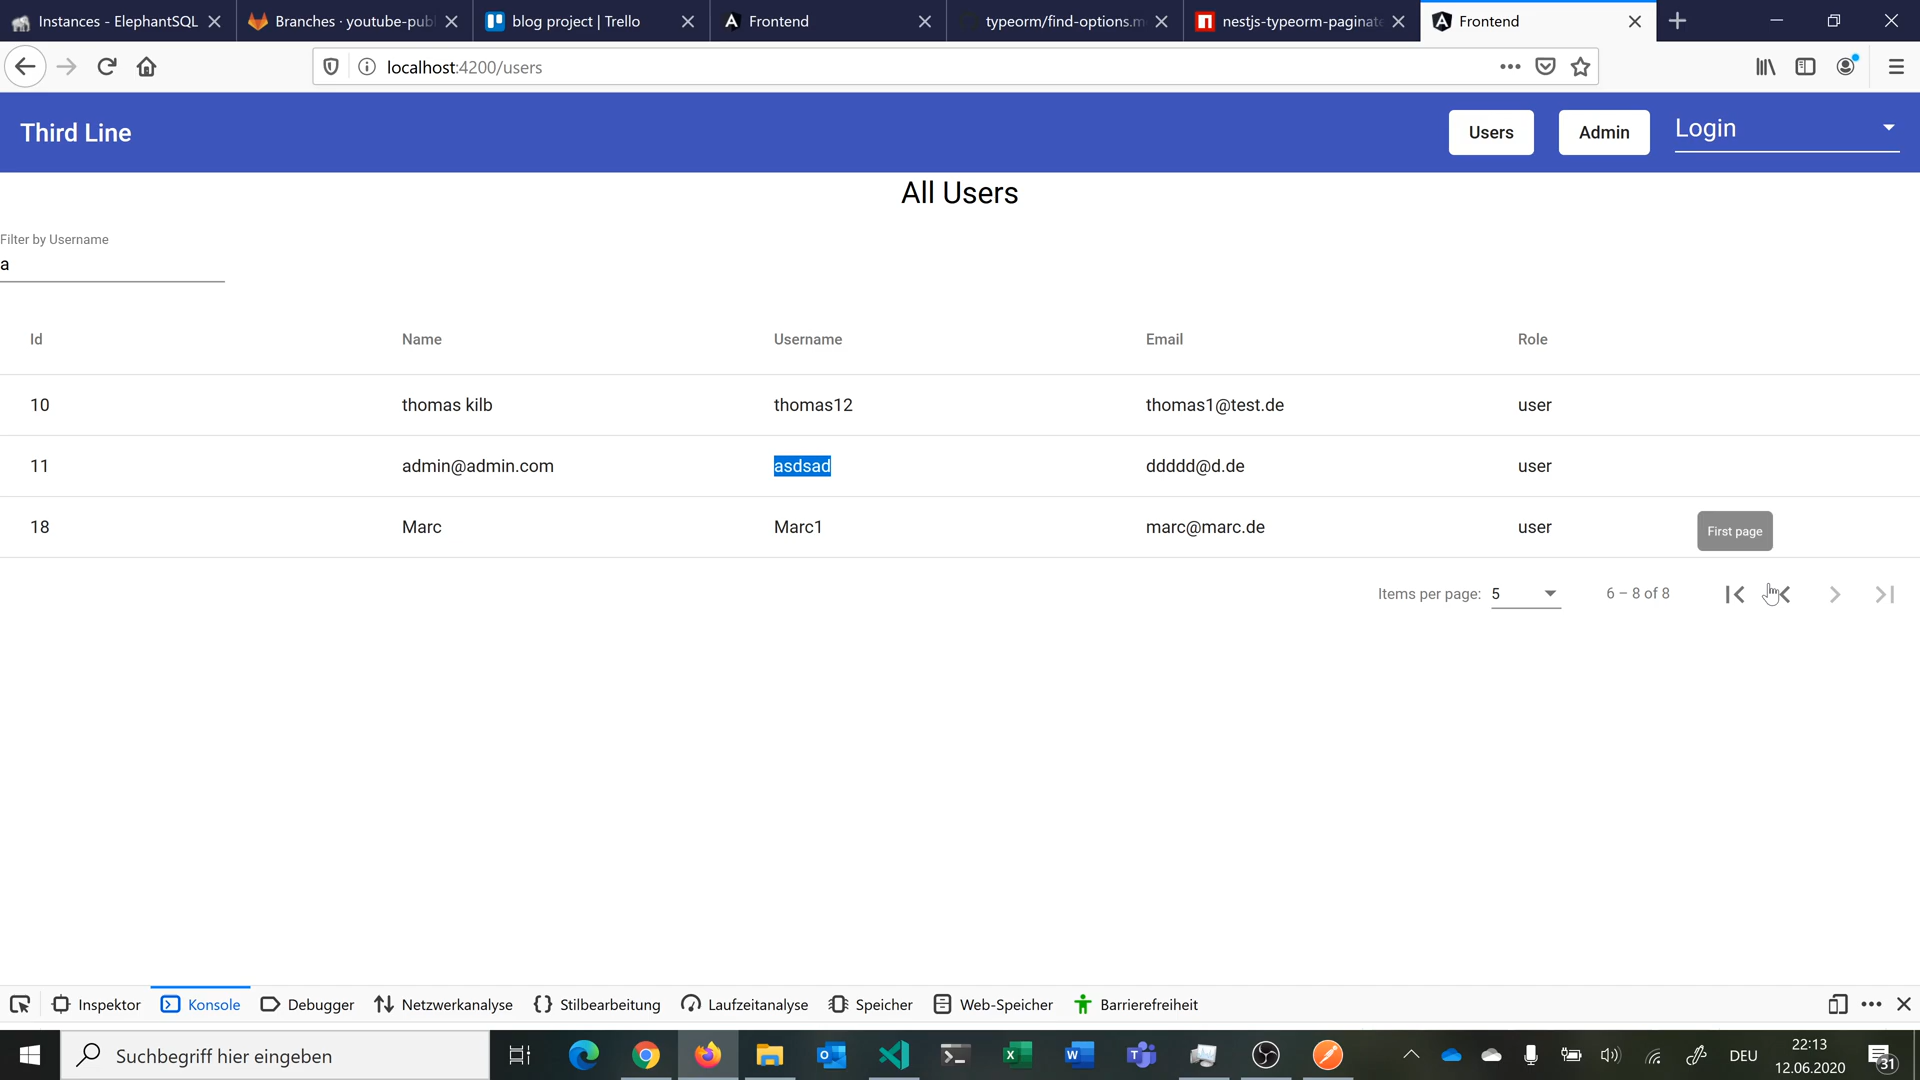 Instances - ElephantSQL
Branches · youtube-publ
blog project | Trello
Frontend
typeorm/find-options.m
nestjs-typeorm-paginate
Frontend
localhost:4200/users
Third Line
Users
Admin
Login
All Users
Filter by Username
a
Id Name Username Email Role
10 thomas kilb thomas12 thomas1@test.de user
11 admin@admin.com asdsad ddddd@d.de user
18 Marc Marc1 marc@marc.de user
First page
Items per page: 5 6 – 8 of 8
Inspektor Konsole Debugger Netzwerkanalyse Stilbearbeitung Laufzeitanalyse Speicher Web-Speicher Barrierefreiheit
Suchbegriff hier eingeben
DEU
22:13
12.06.2020
31